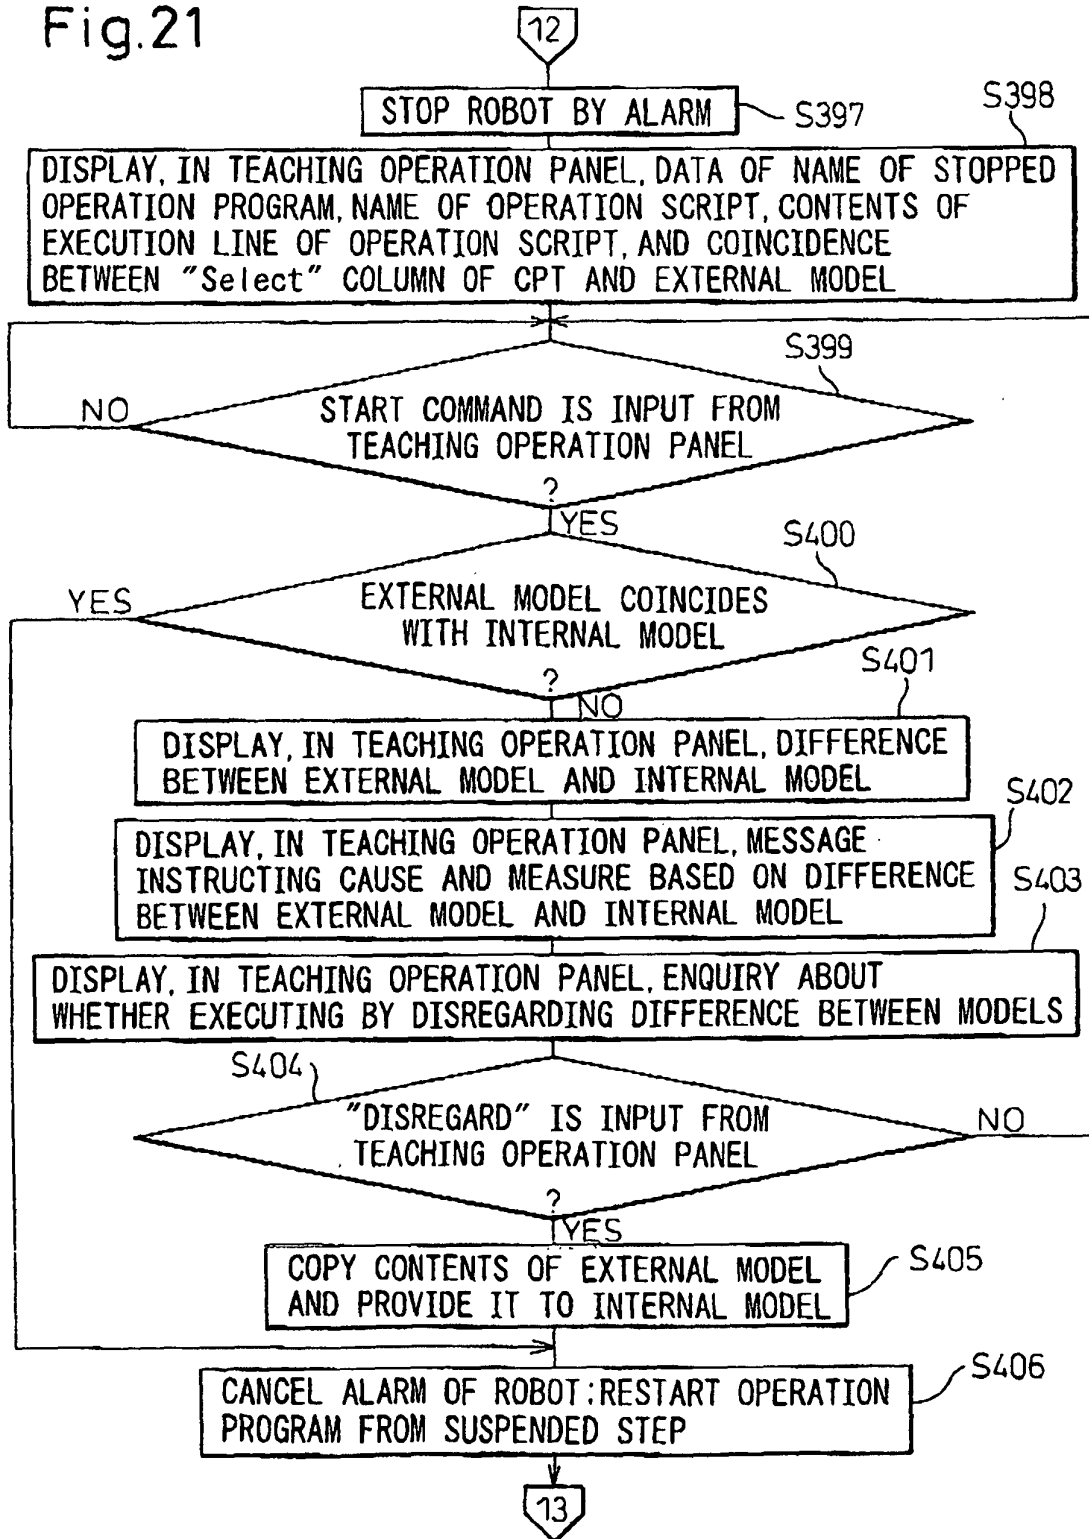 Fig.21
12
STOP ROBOT BY ALARM
S397
S398
DISPLAY, IN TEACHING OPERATION PANEL, DATA OF NAME OF STOPPED
OPERATION PROGRAM, NAME OF OPERATION SCRIPT, CONTENTS OF
EXECUTION LINE OF OPERATION SCRIPT, AND COINCIDENCE
BETWEEN "Select" COLUMN OF CPT AND EXTERNAL MODEL
S399
NO
START COMMAND IS INPUT FROM
TEACHING OPERATION PANEL
?
YES
S400
YES
EXTERNAL MODEL COINCIDES
WITH INTERNAL MODEL
?
NO
S401
DISPLAY, IN TEACHING OPERATION PANEL, DIFFERENCE
BETWEEN EXTERNAL MODEL AND INTERNAL MODEL
S402
DISPLAY, IN TEACHING OPERATION PANEL, MESSAGE
INSTRUCTING CAUSE AND MEASURE BASED ON DIFFERENCE
BETWEEN EXTERNAL MODEL AND INTERNAL MODEL
S403
DISPLAY, IN TEACHING OPERATION PANEL, ENQUIRY ABOUT
WHETHER EXECUTING BY DISREGARDING DIFFERENCE BETWEEN MODELS
S404
"DISREGARD" IS INPUT FROM
TEACHING OPERATION PANEL
?
NO
YES
COPY CONTENTS OF EXTERNAL MODEL
AND PROVIDE IT TO INTERNAL MODEL
S405
CANCEL ALARM OF ROBOT:RESTART OPERATION
PROGRAM FROM SUSPENDED STEP
S406
13